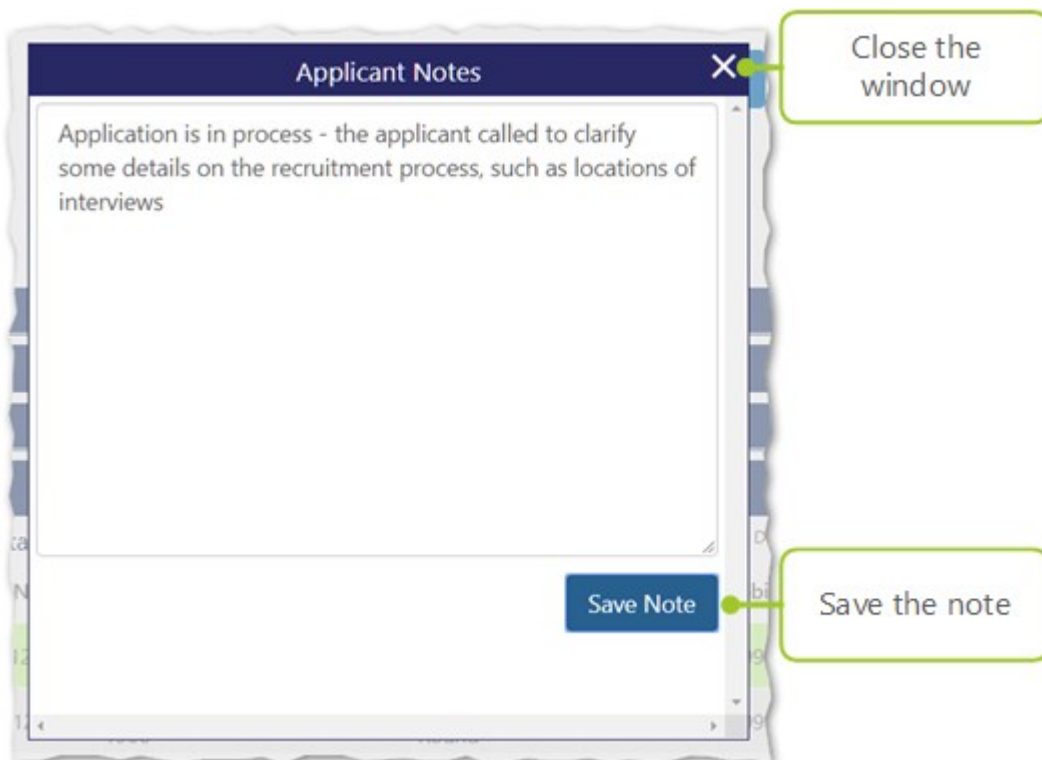 Applicant Notes
Close the
window
Application is in process - the applicant called to clarify
some details on the recruitment process, such as locations of
interviews
Save Note
Save the note